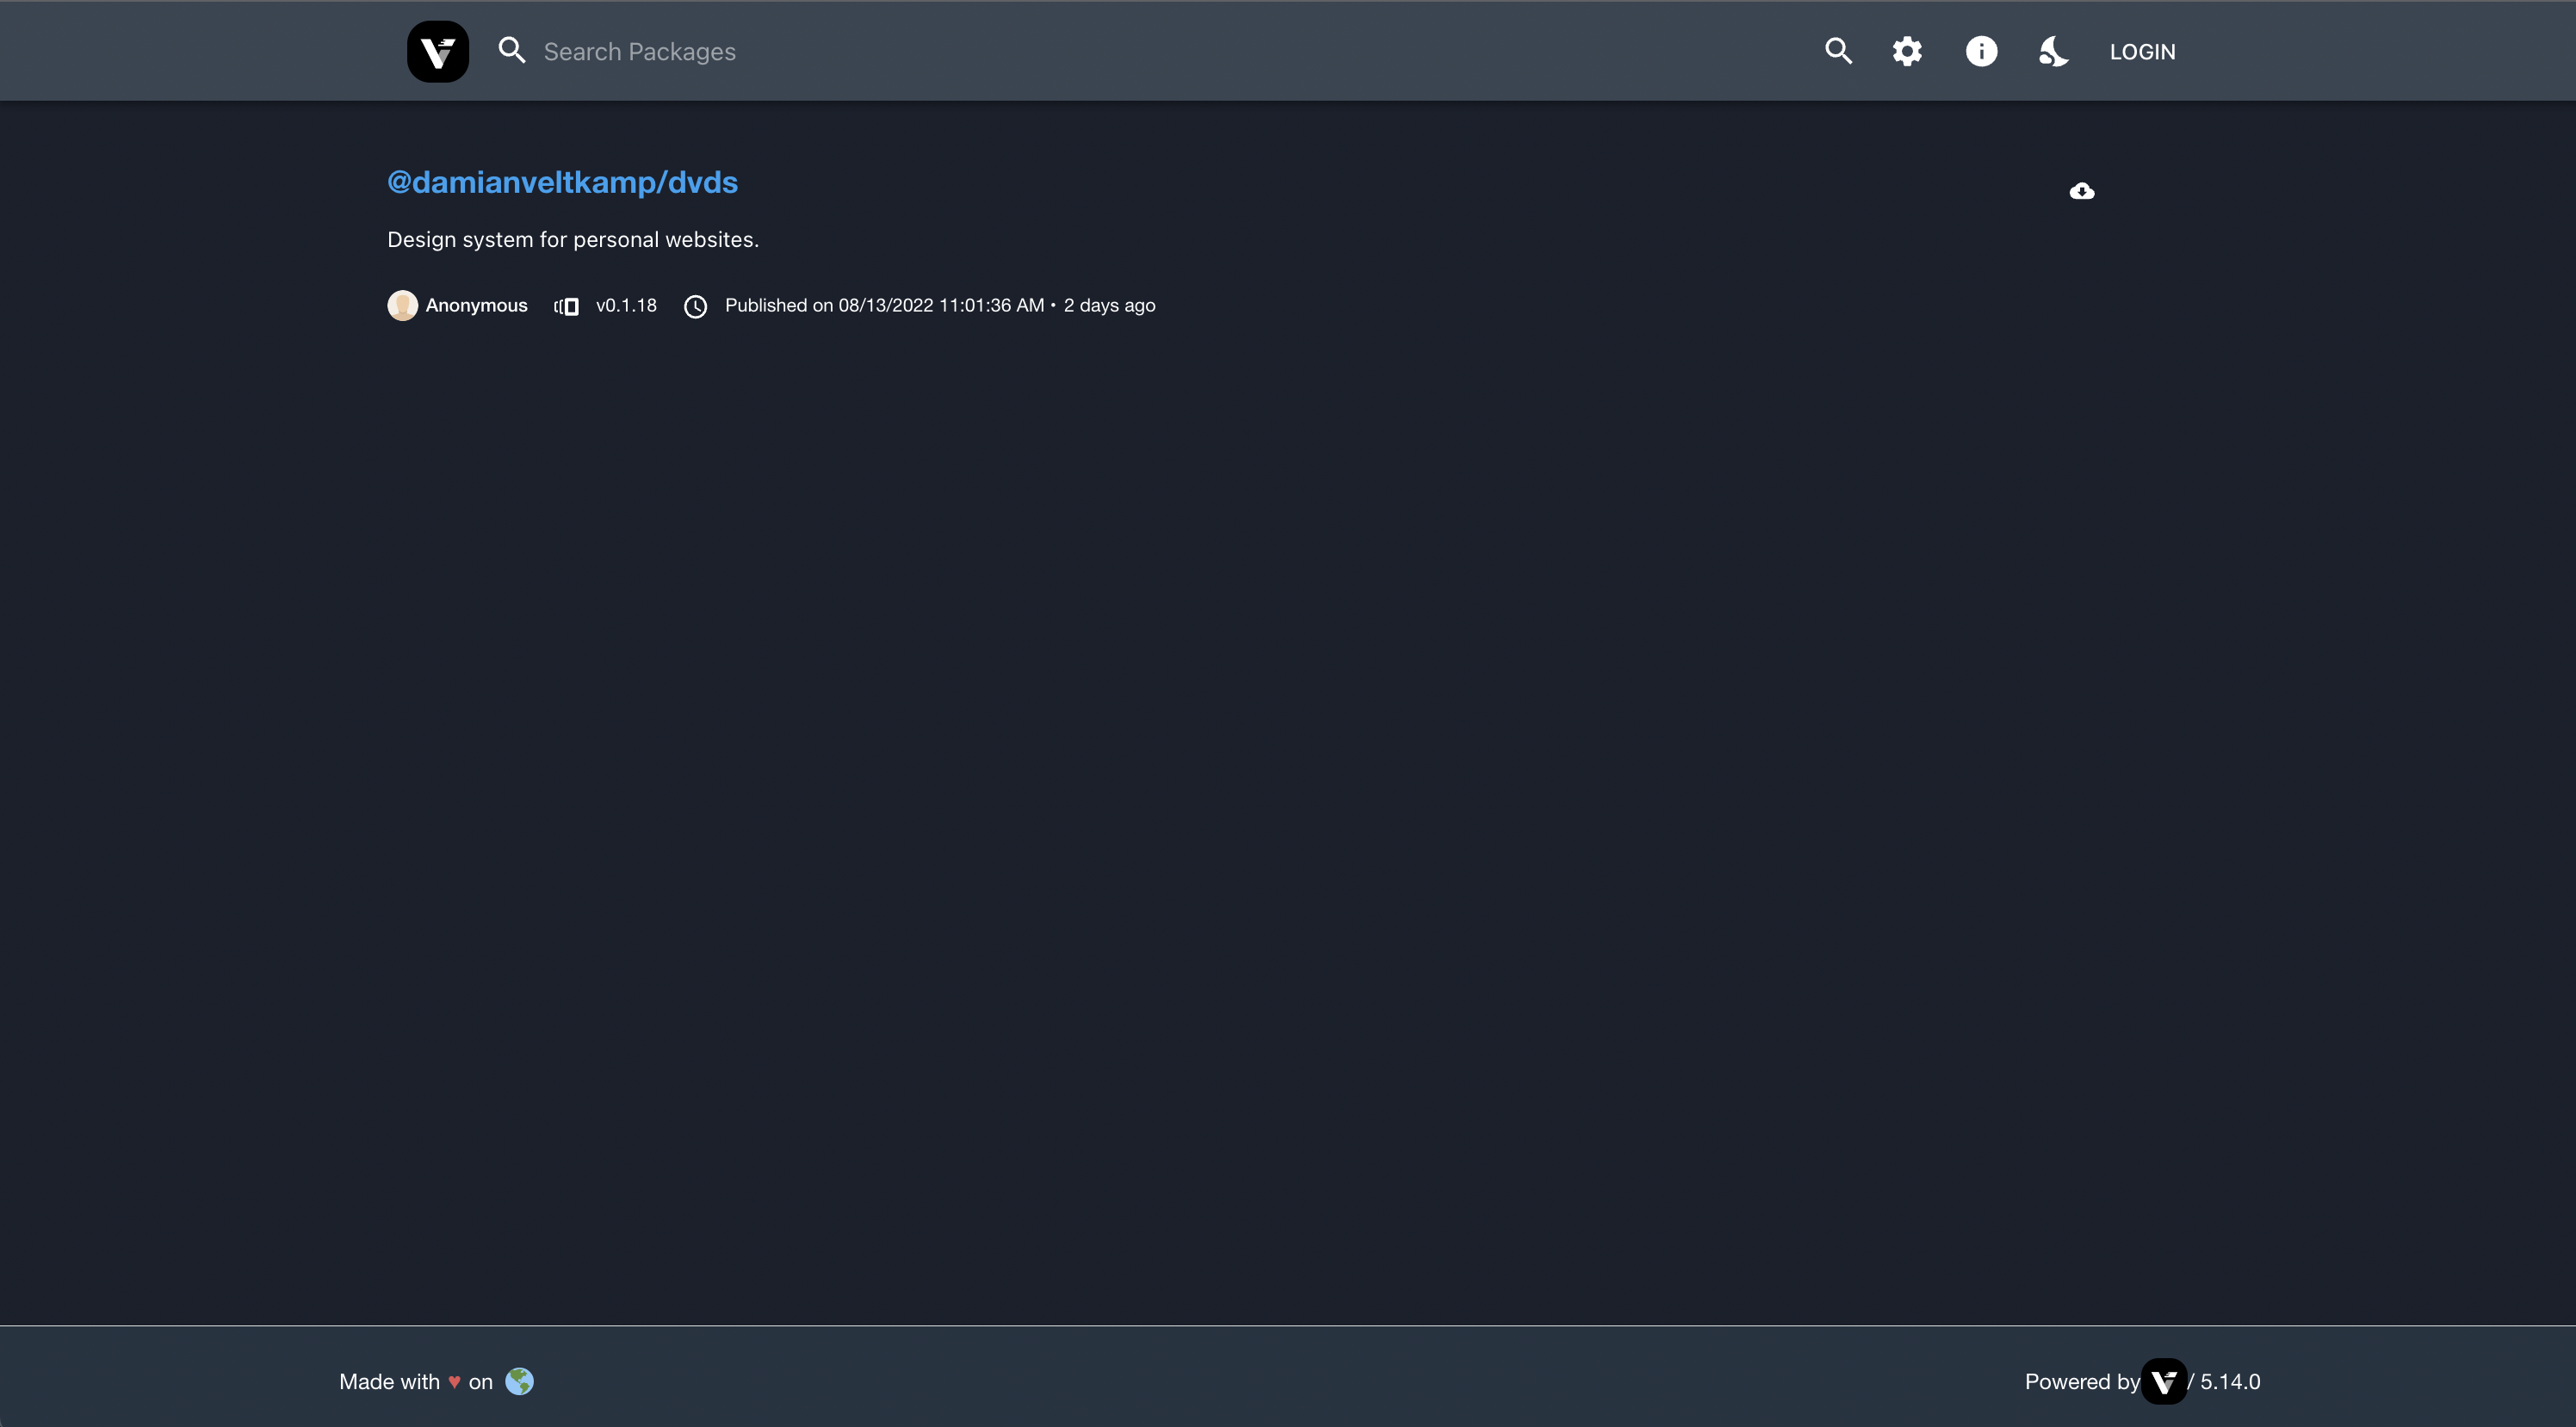 Search Packages
LOGIN
@damianveltkamp/dvds
Design system for personal websites.
Anonymous v0.1.18 Published on 08/13/2022 11:01:36 AM • 2 days ago
Made with ♥ on
Powered by / 5.14.0